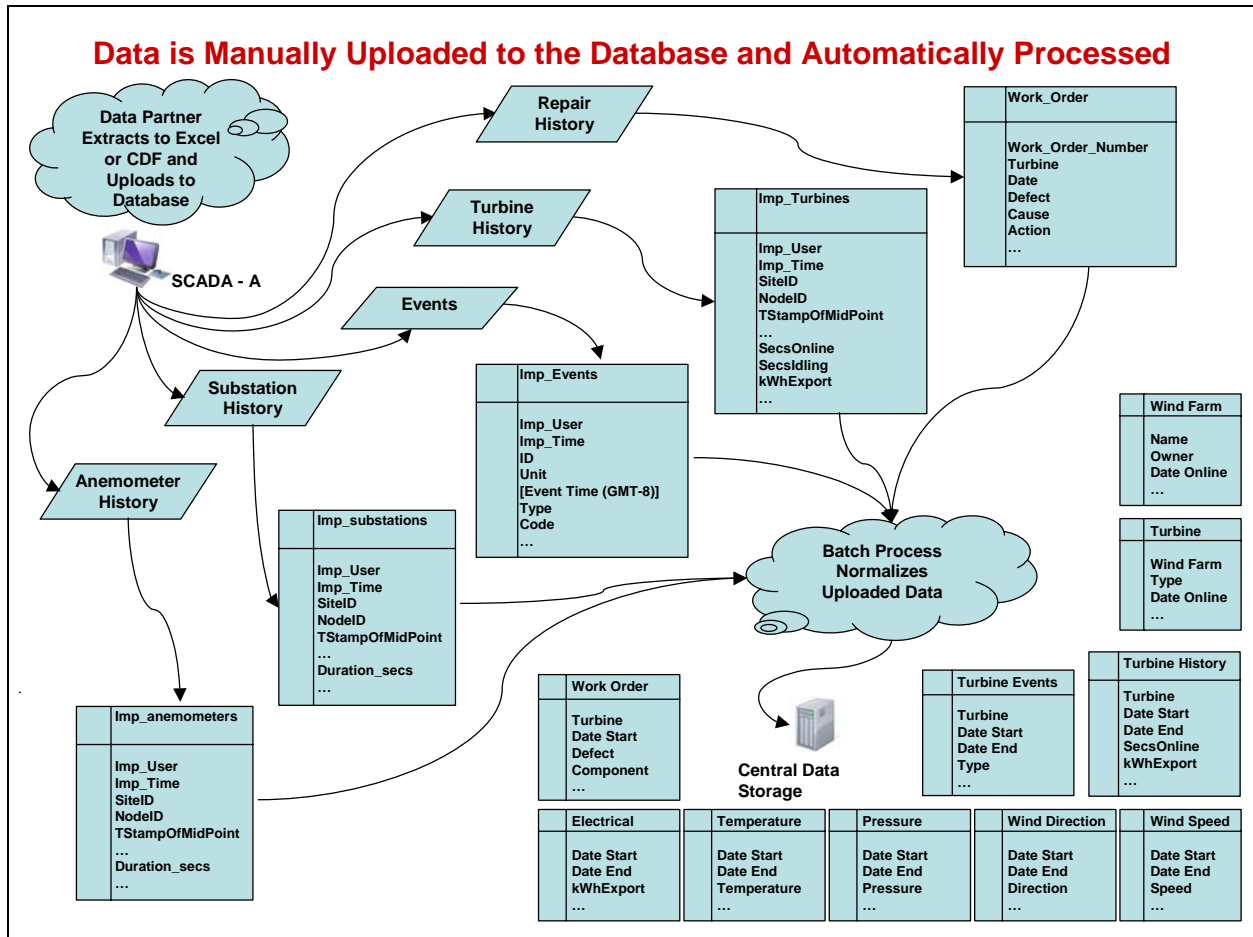 Data is Manually Uploaded to the Database and Automatically Processed
Data Partner
Extracts to Excel
or CDF and
Uploads to
Database
SCADA - A
Repair
History
Turbine
History
Events
Substation
History
Anemometer
History
Work_Order
Work_Order_Number
Turbine
Date
Defect
Cause
Action
…
Imp_Turbines
Imp_User
Imp_Time
SiteID
NodeID
TStampOfMidPoint
…
SecsOnline
SecsIdling
kWhExport
…
Imp_Events
Imp_User
Imp_Time
ID
Unit
[Event Time (GMT-8)]
Type
Code
…
Imp_substations
Imp_User
Imp_Time
SiteID
NodeID
TStampOfMidPoint
…
Duration_secs
…
Imp_anemometers
Imp_User
Imp_Time
SiteID
NodeID
TStampOfMidPoint
…
Duration_secs
…
Batch Process
Normalizes
Uploaded Data
Central Data
Storage
Wind Farm
Name
Owner
Date Online
…
Turbine
Wind Farm
Type
Date Online
…
Work Order
Turbine
Date Start
Defect
Component
…
Turbine Events
Turbine
Date Start
Date End
Type
…
Turbine History
Turbine
Date Start
Date End
SecsOnline
kWhExport
…
Electrical
Date Start
Date End
kWhExport
…
Temperature
Date Start
Date End
Temperature
…
Pressure
Date Start
Date End
Pressure
…
Wind Direction
Date Start
Date End
Direction
…
Wind Speed
Date Start
Date End
Speed
…